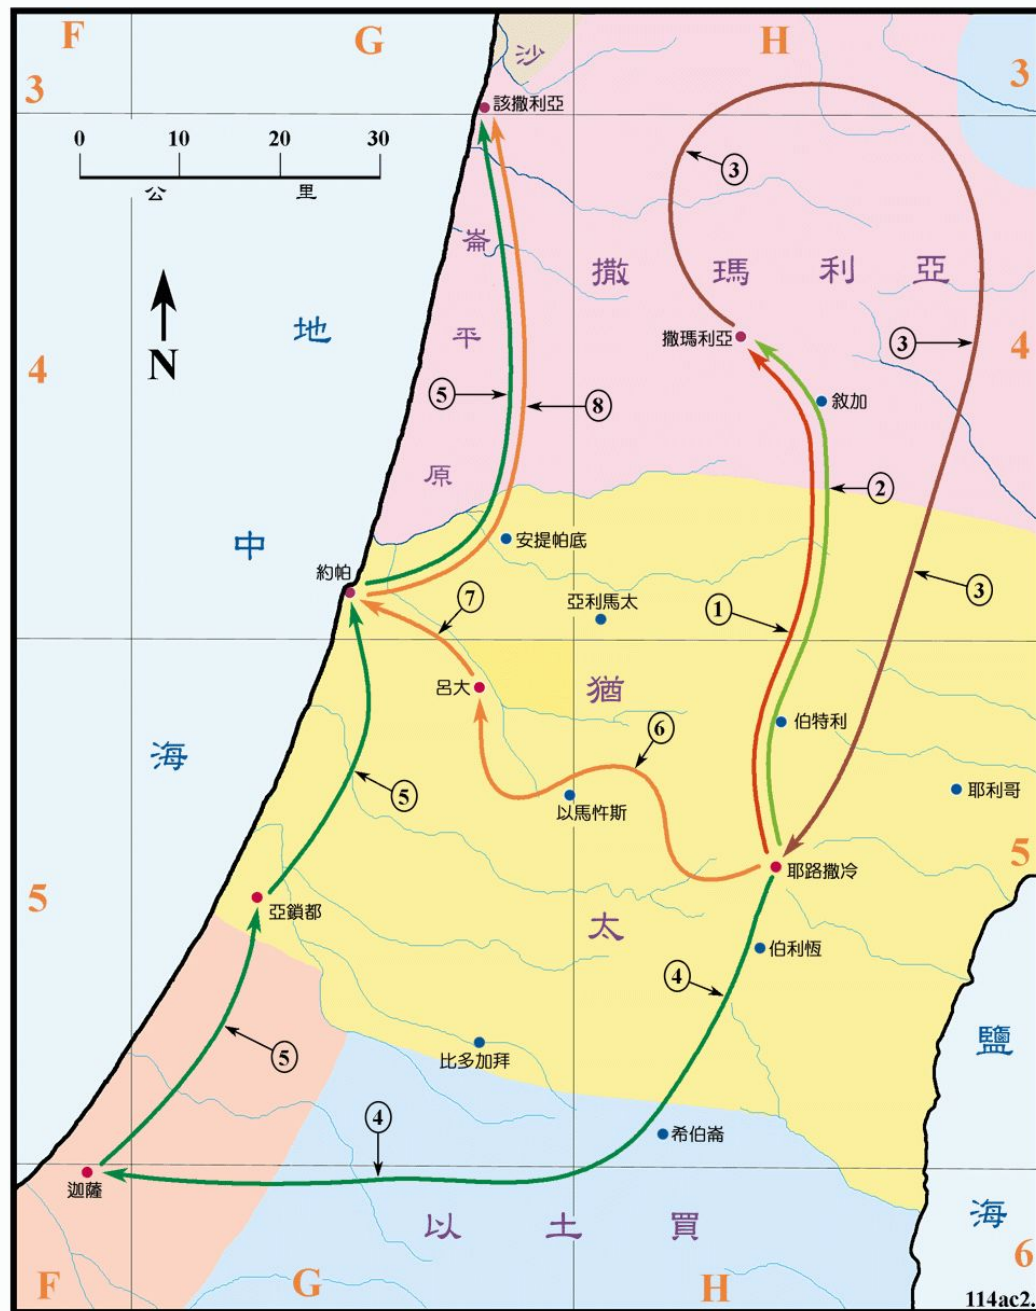 F G H
3 3
沙
該撒利亞
0 10 20 30
公 里
③
崙
撒 瑪 利 亞
地
平
撒瑪利亞
③
N
4 4
⑤
⑧
敘加
原
②
中
安提帕底
約帕
③
⑦
亞利馬太
①
呂大
猶
伯特利
⑥
海
⑤
以馬忤斯
耶利哥
耶路撒冷
5 5
亞鎖都
太
伯利恆
④
⑤
比多加拜
鹽
④
希伯崙
迦薩
以 土 買
海
6
F G H
114ac2.